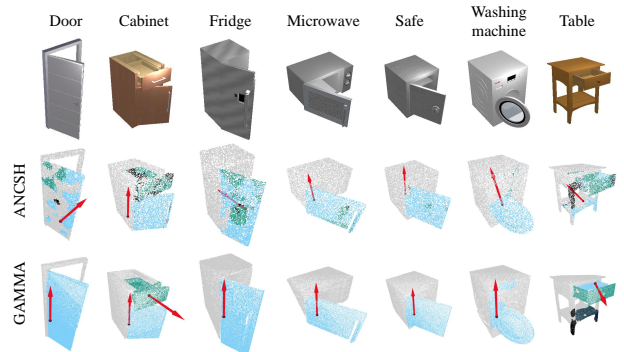 Door Cabinet Fridge Microwave Safe Washing machine Table
ANCSH
GAMMA